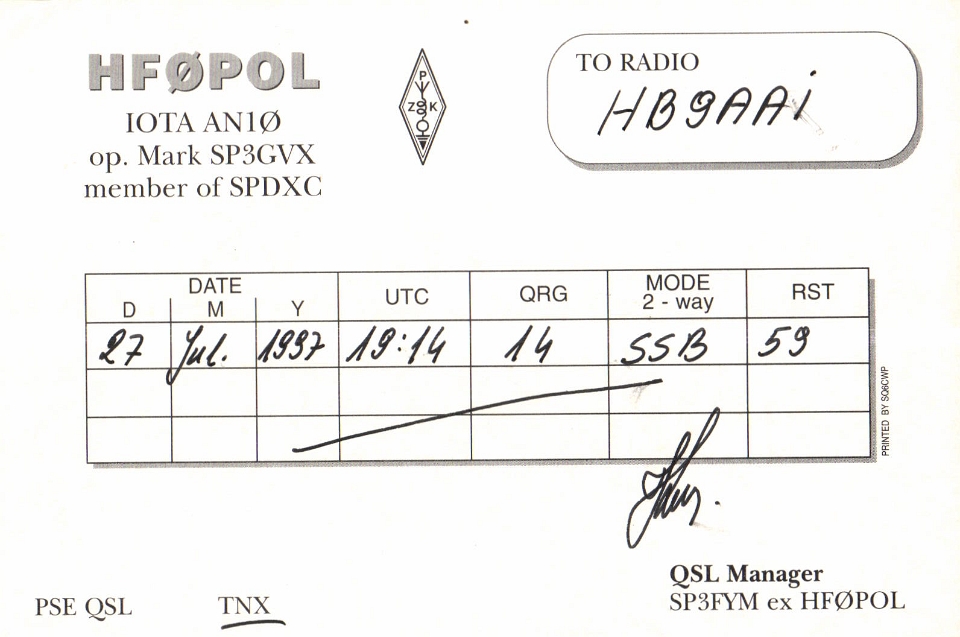 HFØPOL
IOTA AN1Ø
op. Mark SP3GVX
member of SPDXC
P
Z K
TO RADIO
HB9AAi
DATE
D M Y UTC QRG MODE 2 - way RST
27 Jul. 1997 19:14 14 SSB 59
PRINTED BY SQ6CWP
QSL Manager
SP3FYM ex HFØPOL
PSE QSL TNX